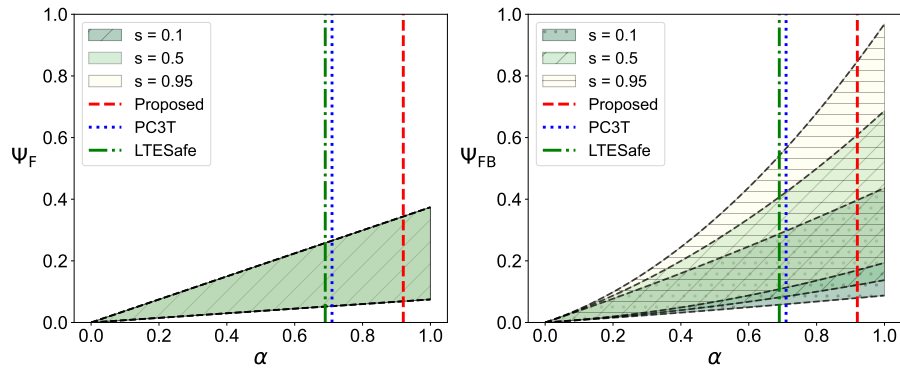 1.0
0.8
0.6
0.4
0.2
0.0
Ψ_F
s = 0.1
s = 0.5
s = 0.95
Proposed
PC3T
LTESafe
0.0 0.2 0.4 0.6 0.8 1.0
α
1.0
0.8
0.6
0.4
0.2
0.0
Ψ_FB
s = 0.1
s = 0.5
s = 0.95
Proposed
PC3T
LTESafe
0.0 0.2 0.4 0.6 0.8 1.0
α